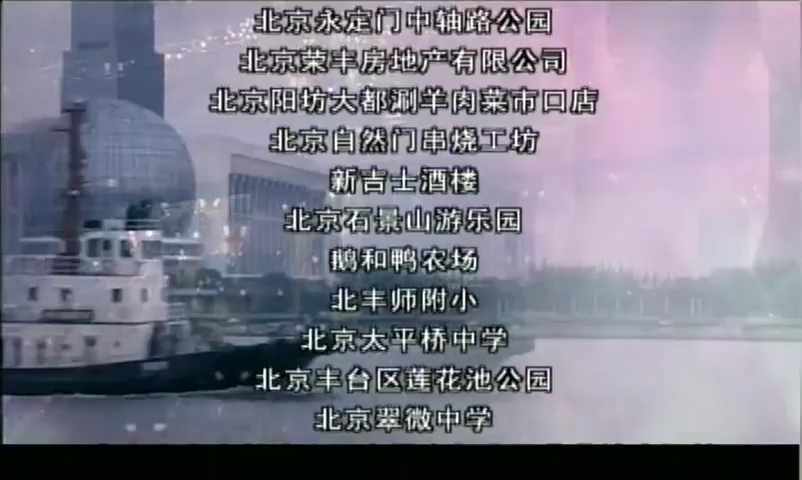 北京永定门中轴路公园
北京荣丰房地产有限公司
北京阳坊大都涮羊肉菜市口店
北京自然门串烧工坊
新吉士酒楼
北京石景山游乐园
鹅和鸭农场
北丰师附小
北京太平桥中学
北京丰台区莲花池公园
北京翠微中学